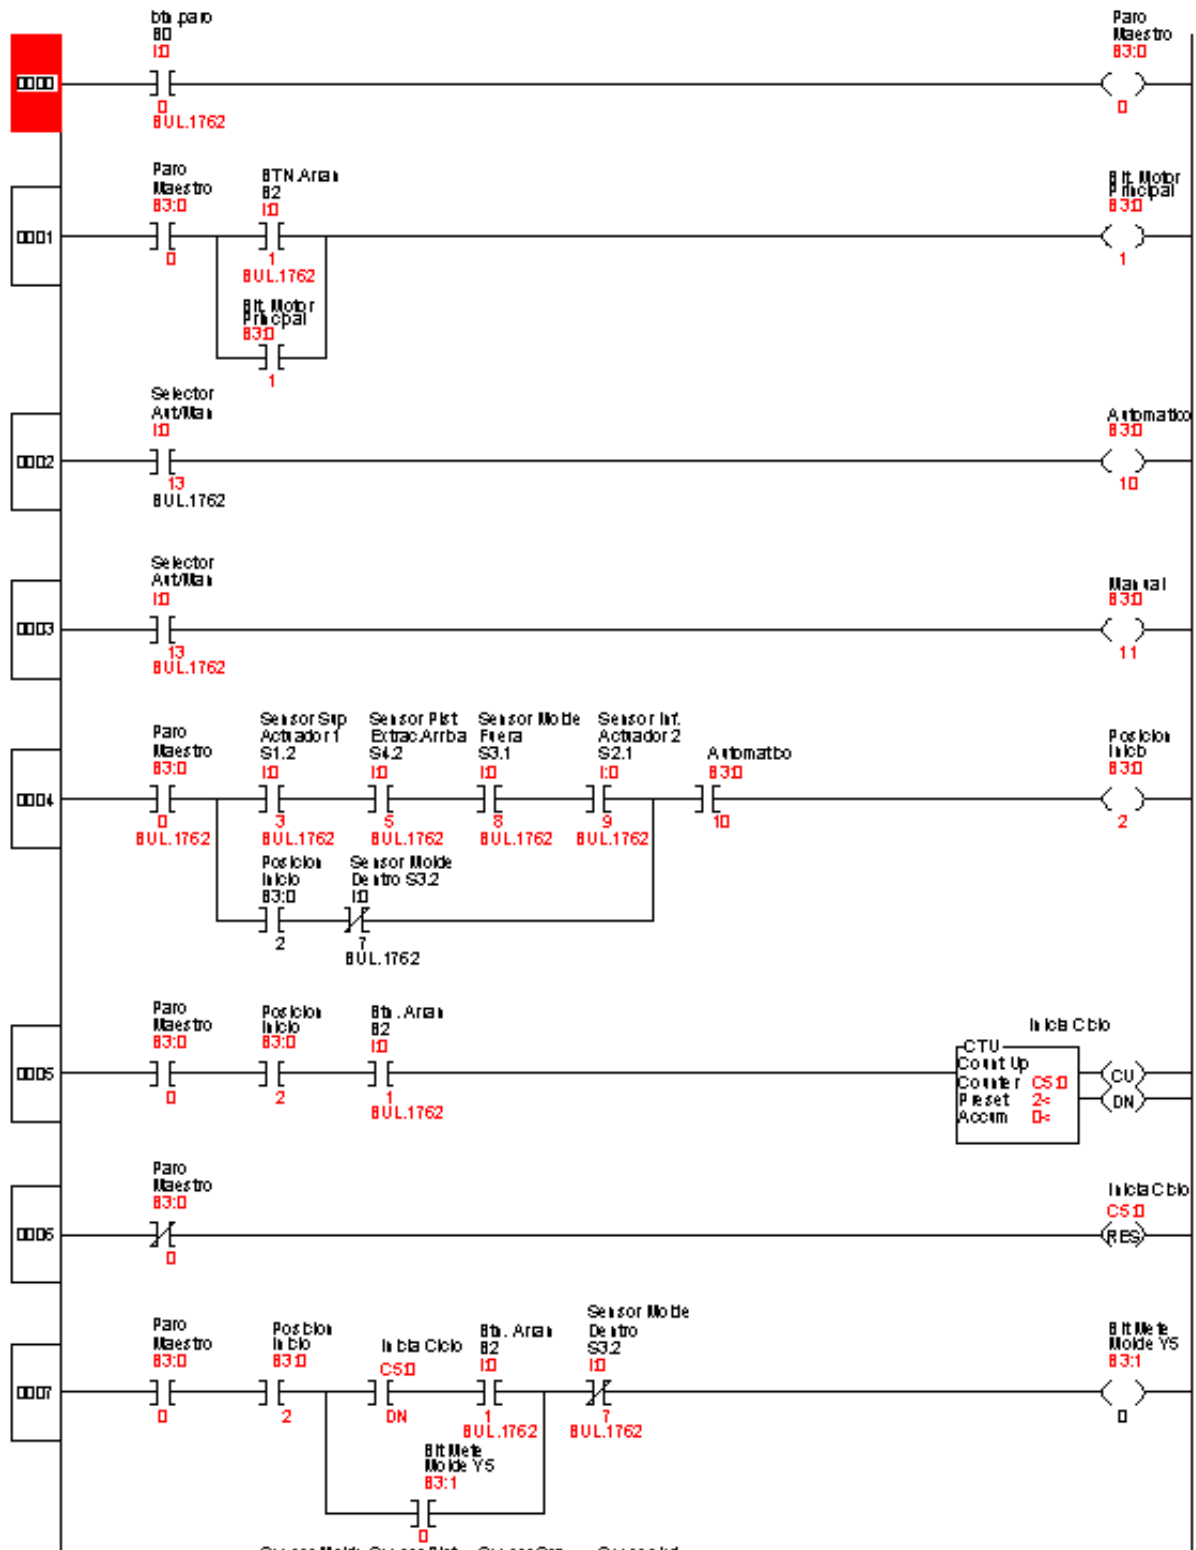 btn.paro
B0
I:0
0
BUL.1762
Paro
Maestro
B3:0
0
0000
Paro
Maestro
B3:0
0
BTN.Arran
B2
I:0
1
BUL.1762
Bit. Motor
Principal
B3:0
1
Bit. Motor
Principal
B3:0
1
0001
Selector
Aut/Man
I:0
13
BUL.1762
Automatico
B3:0
10
0002
Selector
Aut/Man
I:0
13
BUL.1762
Manual
B3:0
11
0003
Paro
Maestro
B3:0
0
BUL.1762
Sensor Sup
Actuador 1
S1.2
I:0
3
BUL.1762
Sensor Pist
Extrac.Arriba
S4.2
I:0
5
BUL.1762
Sensor Molde
Fuera
S3.1
I:0
8
BUL.1762
Sensor Inf.
Actuador 2
S2.1
I:0
9
BUL.1762
Automatico
B3:0
10
Posicion
Inicio
B3:0
2
0004
Posicion
Inicio
B3:0
2
Sensor Molde
Dentro S3.2
I:0
7
BUL.1762
Paro
Maestro
B3:0
0
Posicion
Inicio
B3:0
2
Btn. Arran
B2
I:0
1
BUL.1762
Inicia Ciclo
CTU
Count Up
Counter C5:0
Preset 2<
Accum 0<
CU
DN
0005
Paro
Maestro
B3:0
0
Inicia Ciclo
C5:0
RES
0006
Paro
Maestro
B3:0
0
Posicion
Inicio
B3:0
2
Inicia Ciclo
C5:0
DN
Btn. Arran
B2
I:0
1
BUL.1762
Sensor Molde
Dentro
S3.2
I:0
7
BUL.1762
Bit Mete
Molde Y5
B3:1
0
0007
Bit Mete
Molde Y5
B3:1
0